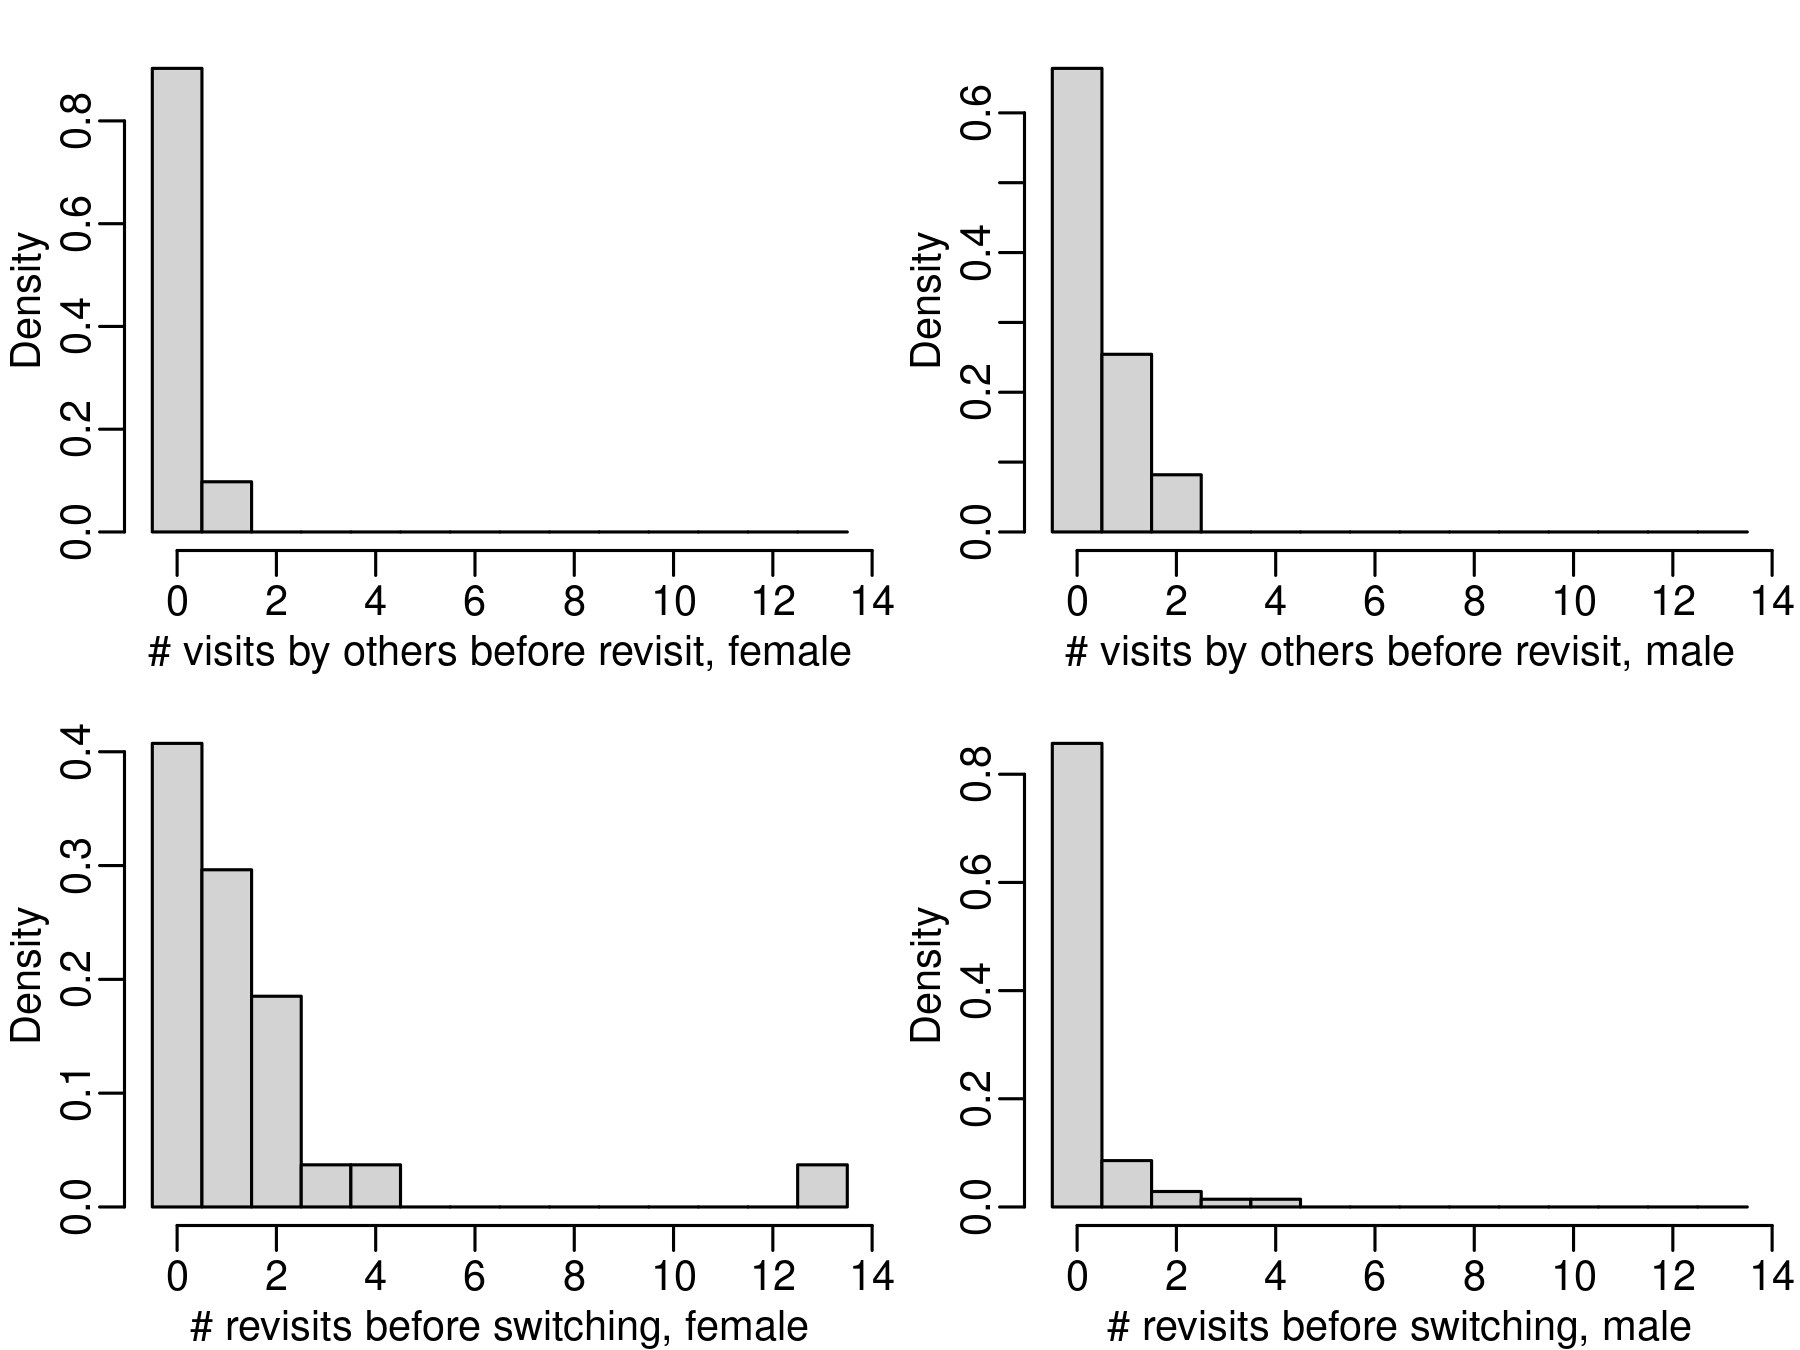 Density
0.0 0.2 0.4 0.6 0.8
0 2 4 6 8 10 12 14
# visits by others before revisit, female
Density
0.0 0.2 0.4 0.6
0 2 4 6 8 10 12 14
# visits by others before revisit, male
Density
0.0 0.1 0.2 0.3 0.4
0 2 4 6 8 10 12 14
# revisits before switching, female
Density
0.0 0.2 0.4 0.6 0.8
0 2 4 6 8 10 12 14
# revisits before switching, male